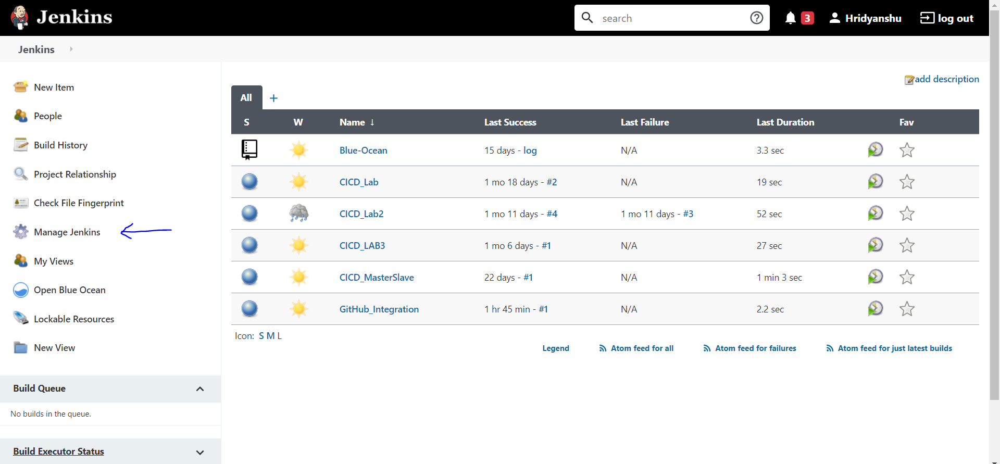 Jenkins
search
3
Hridyanshu
log out
Jenkins
New Item
People
Build History
Project Relationship
Check File Fingerprint
Manage Jenkins
My Views
Open Blue Ocean
Lockable Resources
New View
Build Queue
No builds in the queue.
Build Executor Status
add description
All +
S W Name ↓ Last Success Last Failure Last Duration Fav
Blue-Ocean 15 days - log N/A 3.3 sec
CICD_Lab 1 mo 18 days - #2 N/A 19 sec
CICD_Lab2 1 mo 11 days - #4 1 mo 11 days - #3 52 sec
CICD_LAB3 1 mo 6 days - #1 N/A 27 sec
CICD_MasterSlave 22 days - #1 N/A 1 min 3 sec
GitHub_Integration 1 hr 45 min - #1 N/A 2.2 sec
Icon: S M L
Legend Atom feed for all Atom feed for failures Atom feed for just latest builds